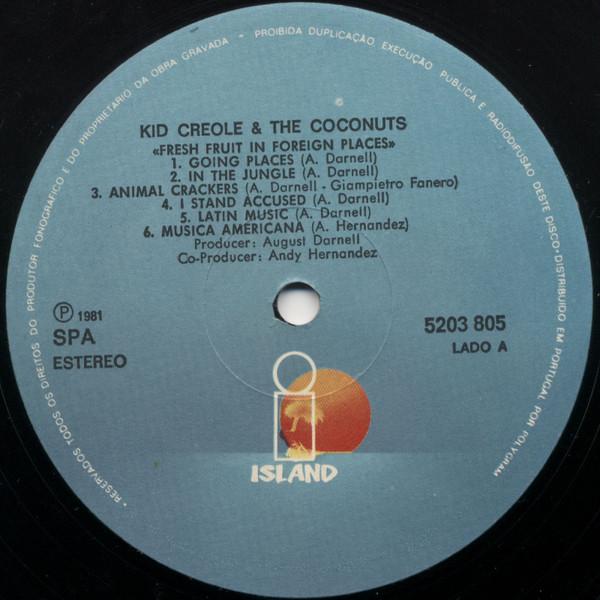 • RESERVADOS TODOS OS DIREITOS DO PRODUTOR FONOGRAFICO E DO PROPRIETÁRIO DA OBRA GRAVADA • PROIBIDA DUPLICAÇÃO, EXECUÇÃO PUBLICA E RADIODIFUSÃO DESTE DISCO • DISTRIBUIDO EM PORTUGAL POR POLYGRAM
KID CREOLE & THE COCONUTS
«FRESH FRUIT IN FOREIGN PLACES»
1. GOING PLACES (A. Darnell)
2. IN THE JUNGLE (A. Darnell)
3. ANIMAL CRACKERS (A. Darnell - Giampietro Fanero)
4. I STAND ACCUSED (A. Darnell)
5. LATIN MUSIC (A. Darnell)
6. MUSICA AMERICANA (A. Hernandez)
Producer: August Darnell
Co-Producer: Andy Hernandez
Ⓟ 1981
SPA
ESTEREO
5203 805
LADO A
i
ISLAND